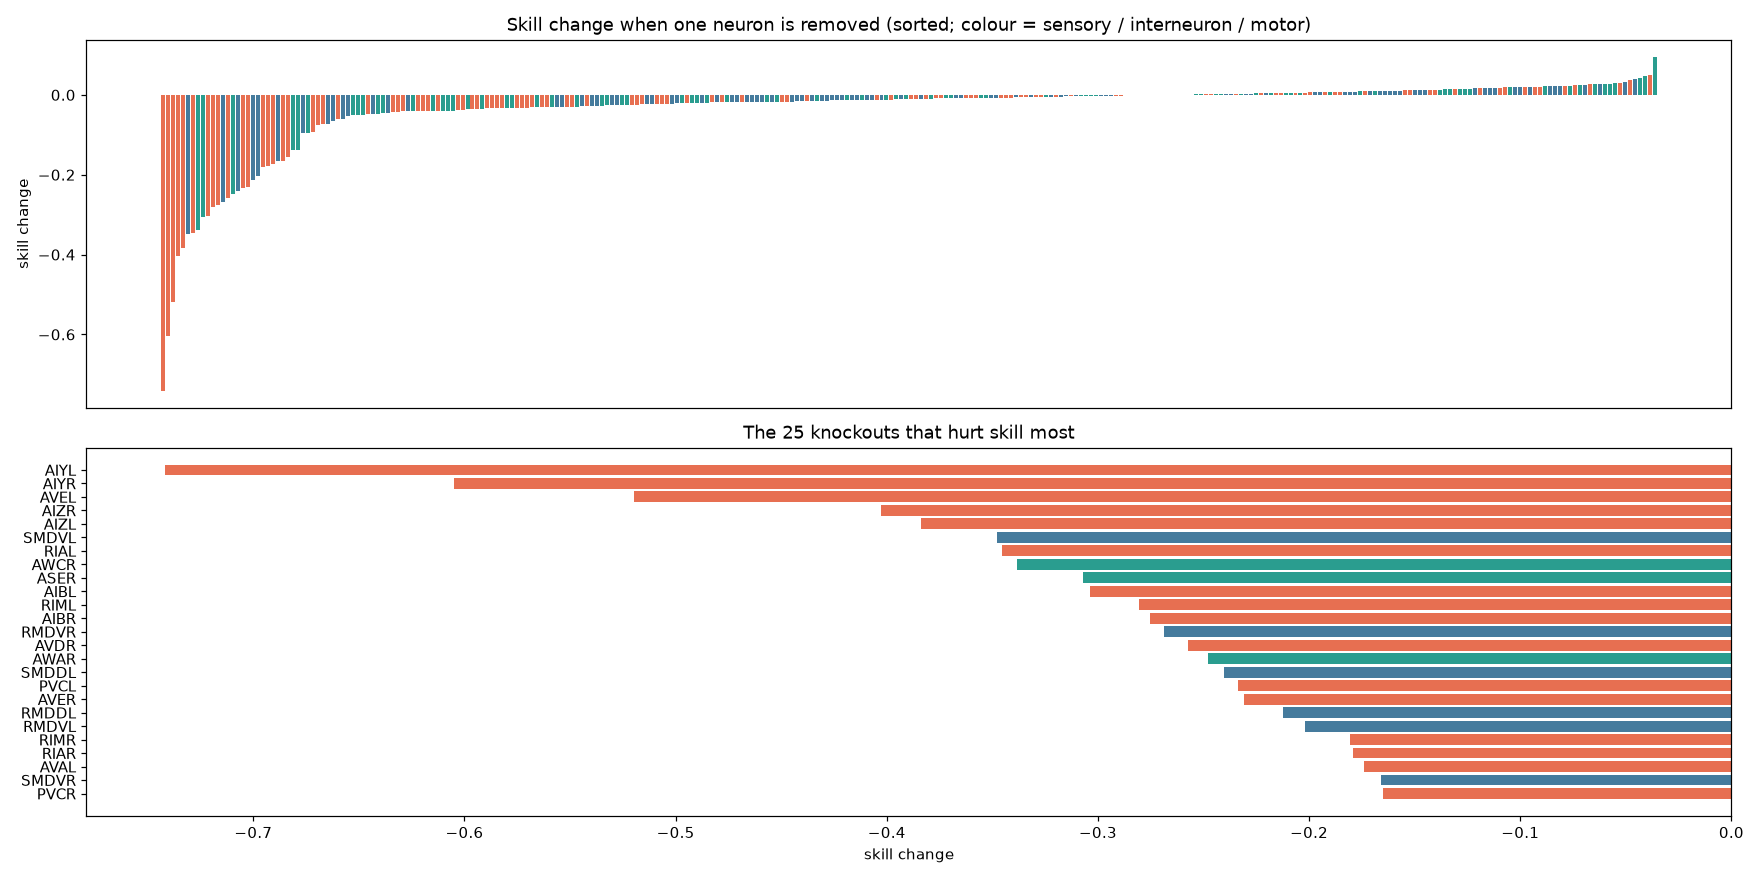 Skill change when one neuron is removed (sorted; colour = sensory / interneuron / motor)
0.0
−0.2
−0.4
−0.6
skill change
The 25 knockouts that hurt skill most
AIYL
AIYR
AVEL
AIZR
AIZL
SMDVL
RIAL
AWCR
ASER
AIBL
RIML
AIBR
RMDVR
AVDR
AWAR
SMDDL
PVCL
AVER
RMDDL
RMDVL
RIMR
RIAR
AVAL
SMDVR
PVCR
−0.7 −0.6 −0.5 −0.4 −0.3 −0.2 −0.1 0.0
skill change